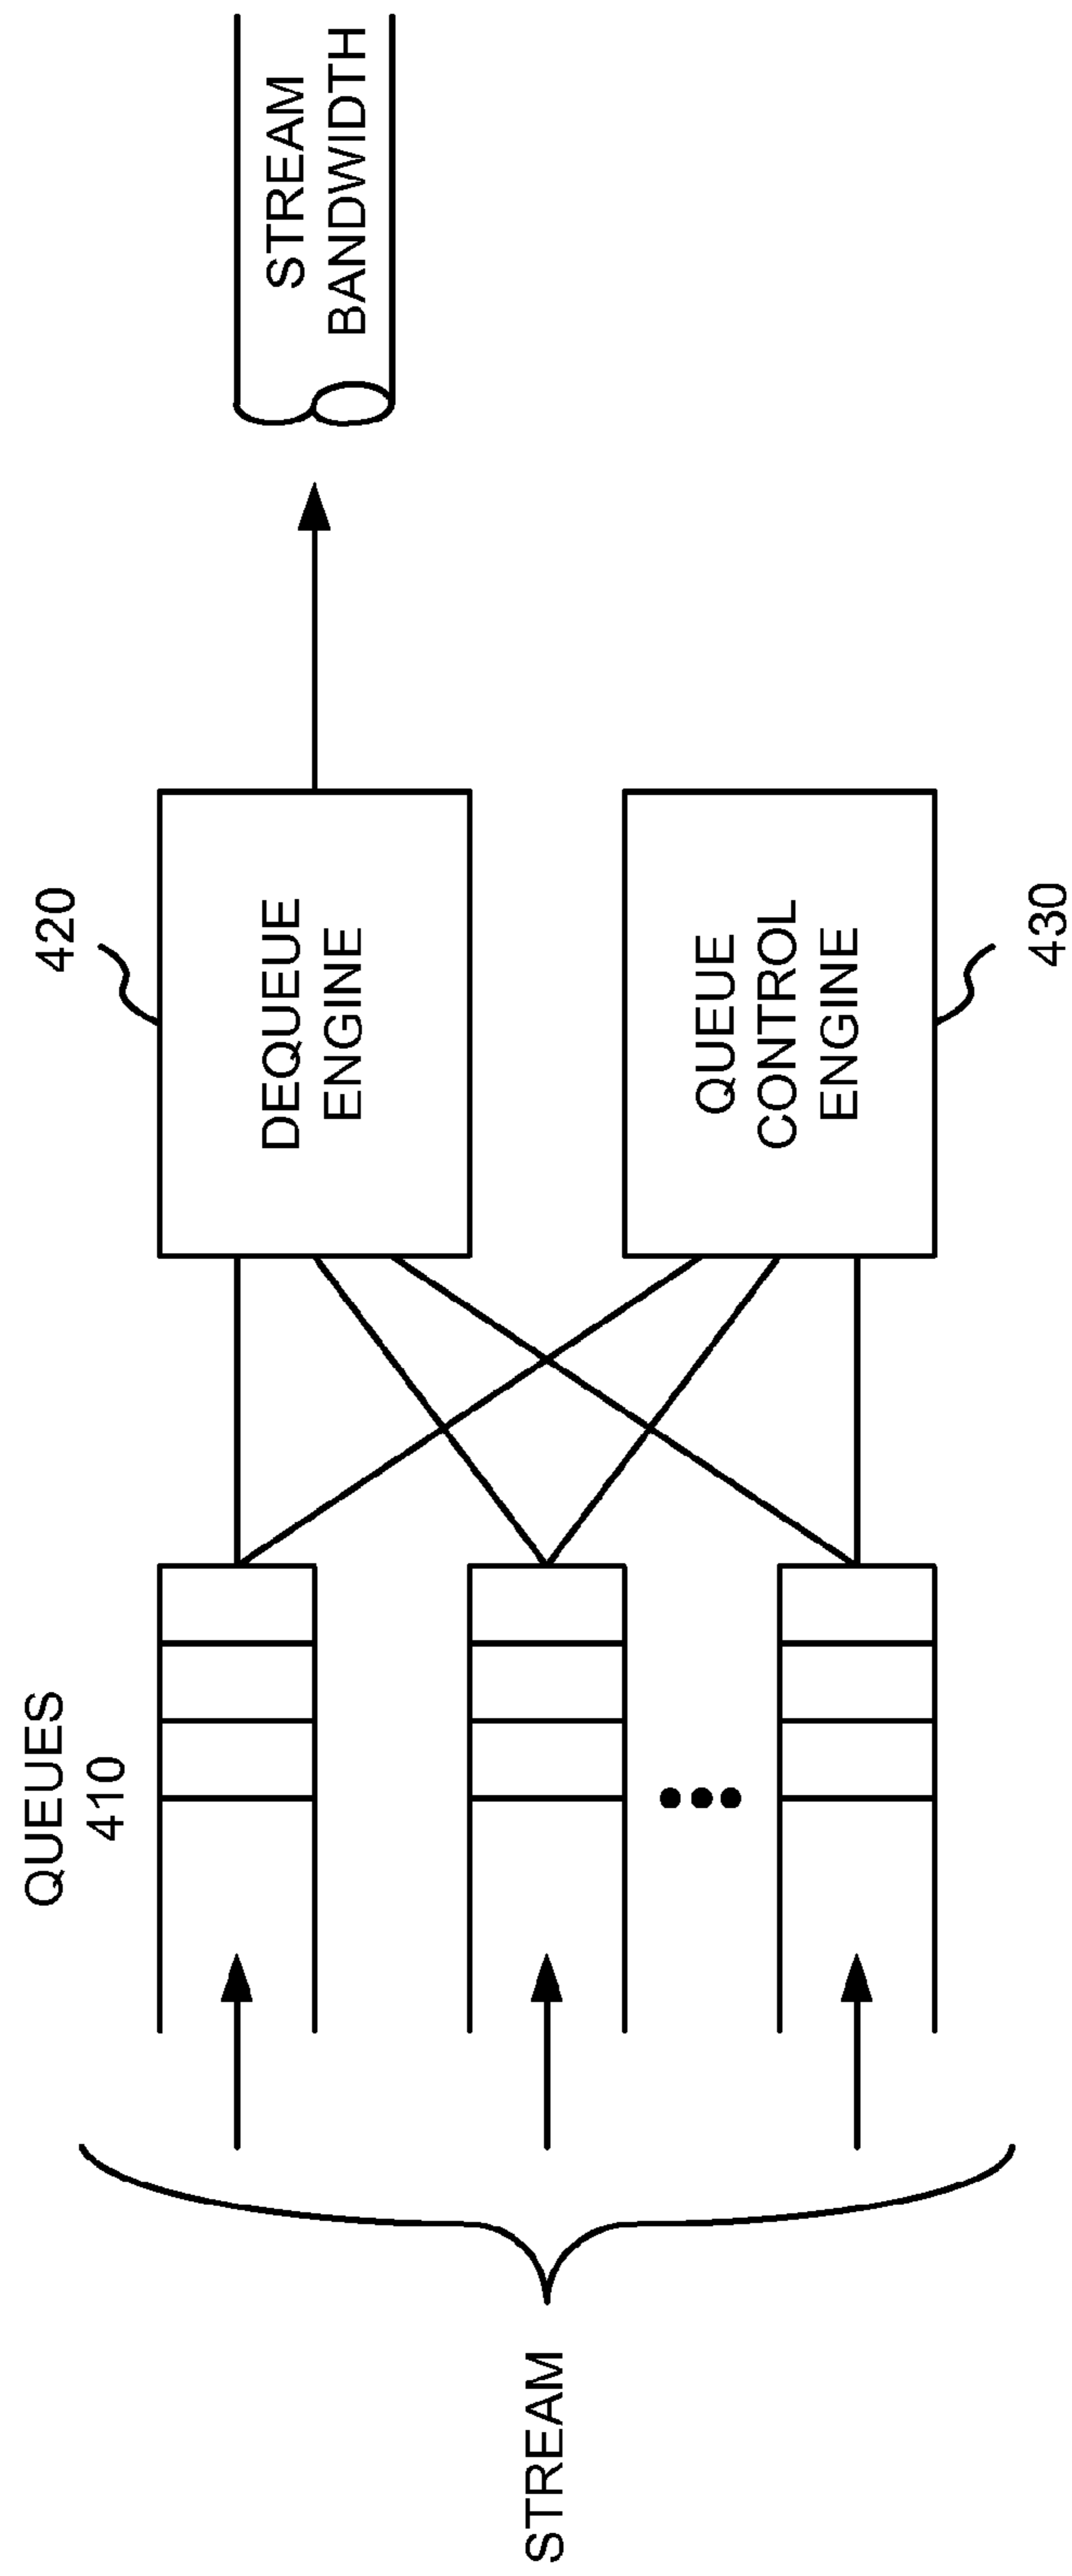 QUEUES
410
420
STREAM
BANDWIDTH
DEQUEUE
ENGINE
STREAM
QUEUE
CONTROL
ENGINE
430